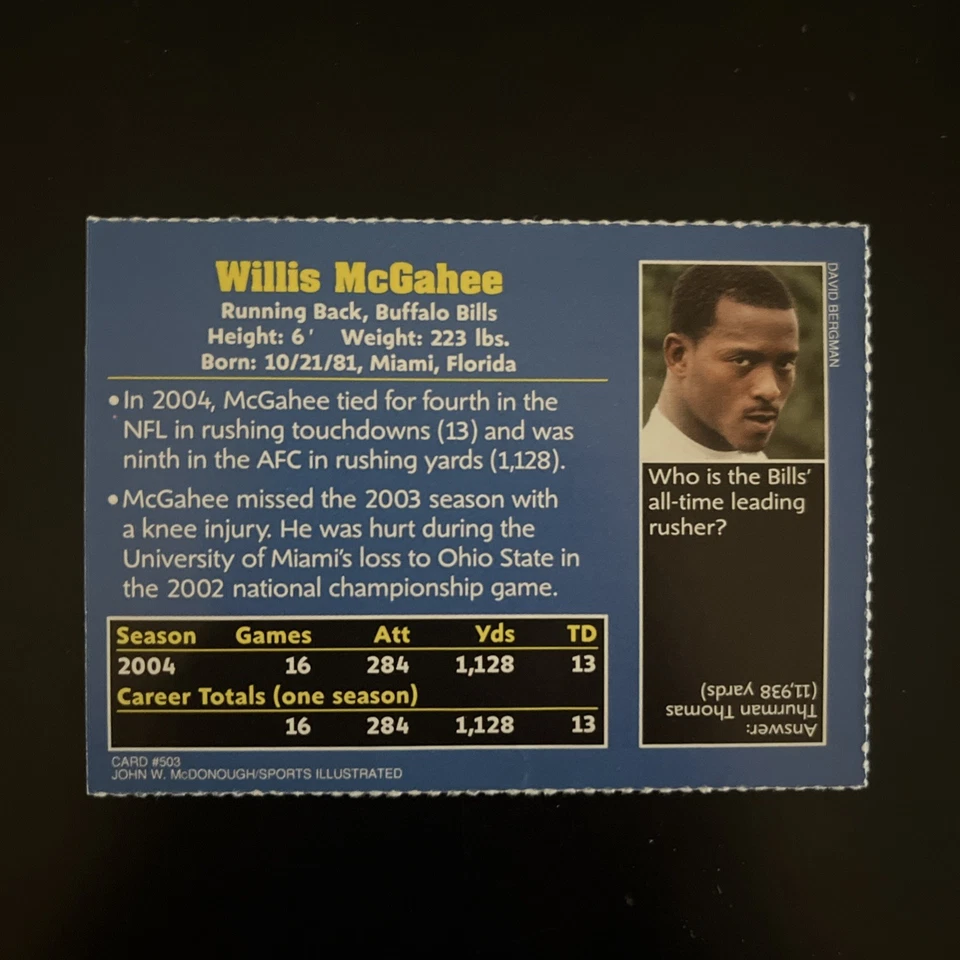 Willis McGahee
Running Back, Buffalo Bills
Height: 6' Weight: 223 lbs.
Born: 10/21/81, Miami, Florida
• In 2004, McGahee tied for fourth in the
NFL in rushing touchdowns (13) and was
ninth in the AFC in rushing yards (1,128).
• McGahee missed the 2003 season with
a knee injury. He was hurt during the
University of Miami's loss to Ohio State in
the 2002 national championship game.
Season Games Att Yds TD
2004 16 284 1,128 13
Career Totals (one season)
16 284 1,128 13
CARD #503
JOHN W. McDONOUGH/SPORTS ILLUSTRATED
DAVID BERGMAN
Who is the Bills'
all-time leading
rusher?
Answer:
Thurman Thomas
(11,938 yards)